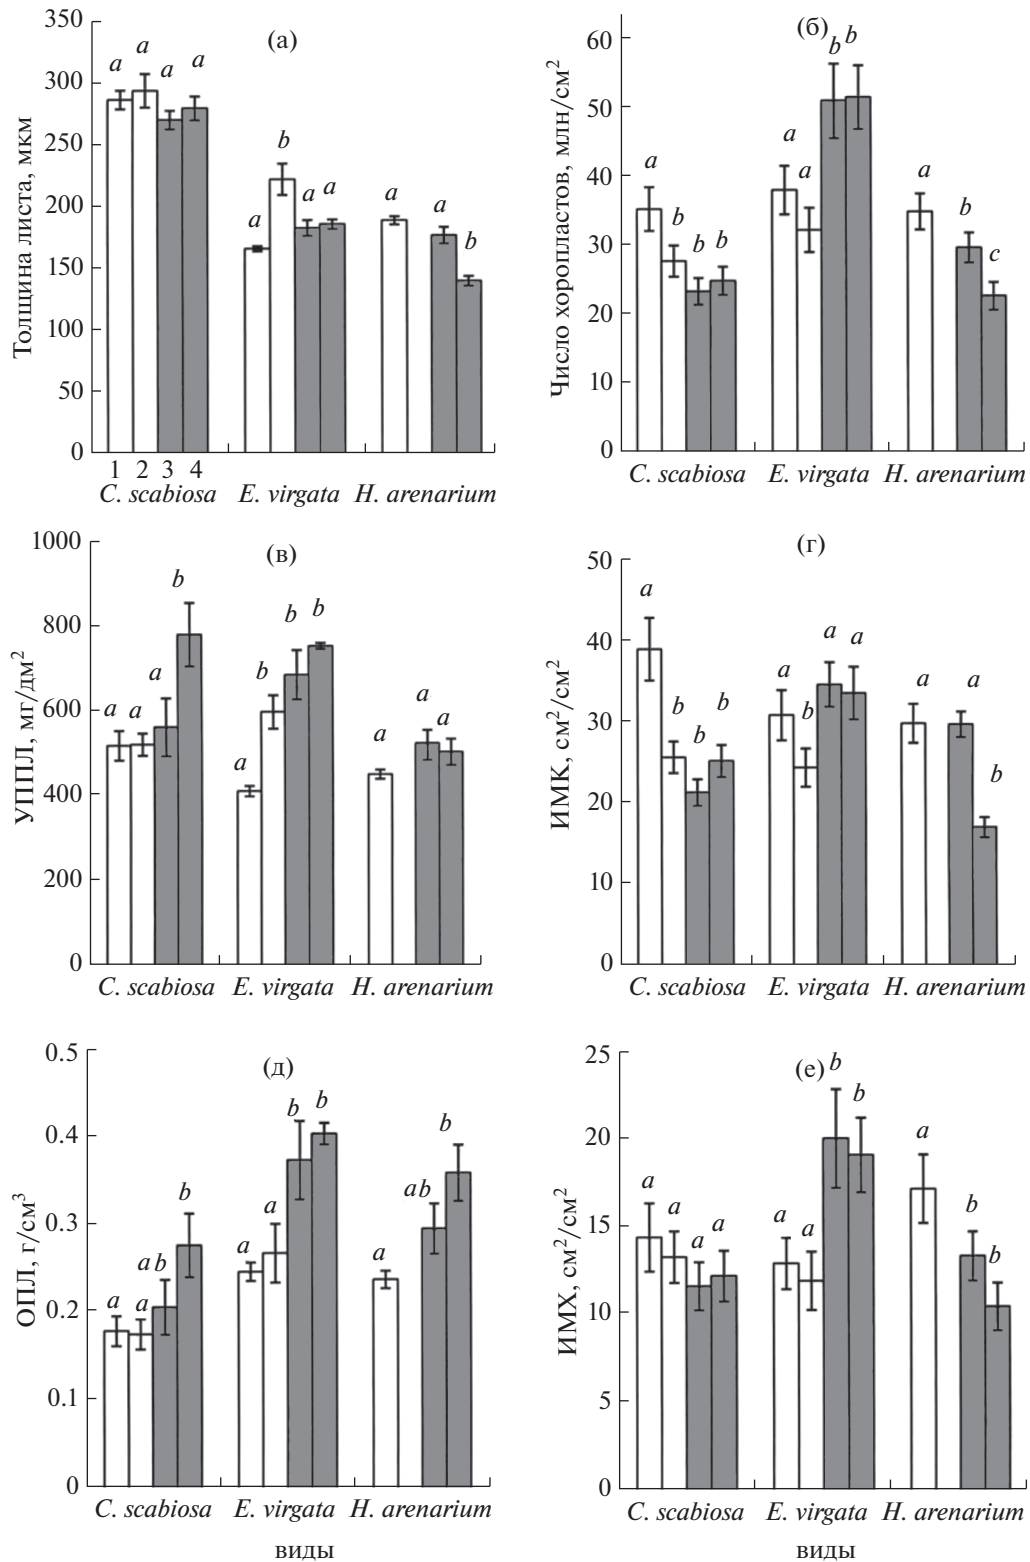 (а)
Толщина листа, мкм
350
300
250
200
150
100
50
0
a a a a
a b a a
a a b
1 2 3 4
C. scabiosa E. virgata H. arenarium
(б)
Число хоропластов, млн/см2
60
50
40
30
20
10
0
a b b b
a a b b
a b c
C. scabiosa E. virgata H. arenarium
(в)
УППЛ, мг/дм2
1000
800
600
400
200
0
a a a b
a b b b
a a a
C. scabiosa E. virgata H. arenarium
(г)
ИМК, см2/см2
50
40
30
20
10
0
a b b b
a b a a
a a b
C. scabiosa E. virgata H. arenarium
(д)
ОПЛ, г/см3
0.5
0.4
0.3
0.2
0.1
0
a a ab b
a a b b
a ab b
C. scabiosa E. virgata H. arenarium
виды
(е)
ИМХ, см2/см2
25
20
15
10
5
0
a a a a
a a b b
a b b
C. scabiosa E. virgata H. arenarium
виды